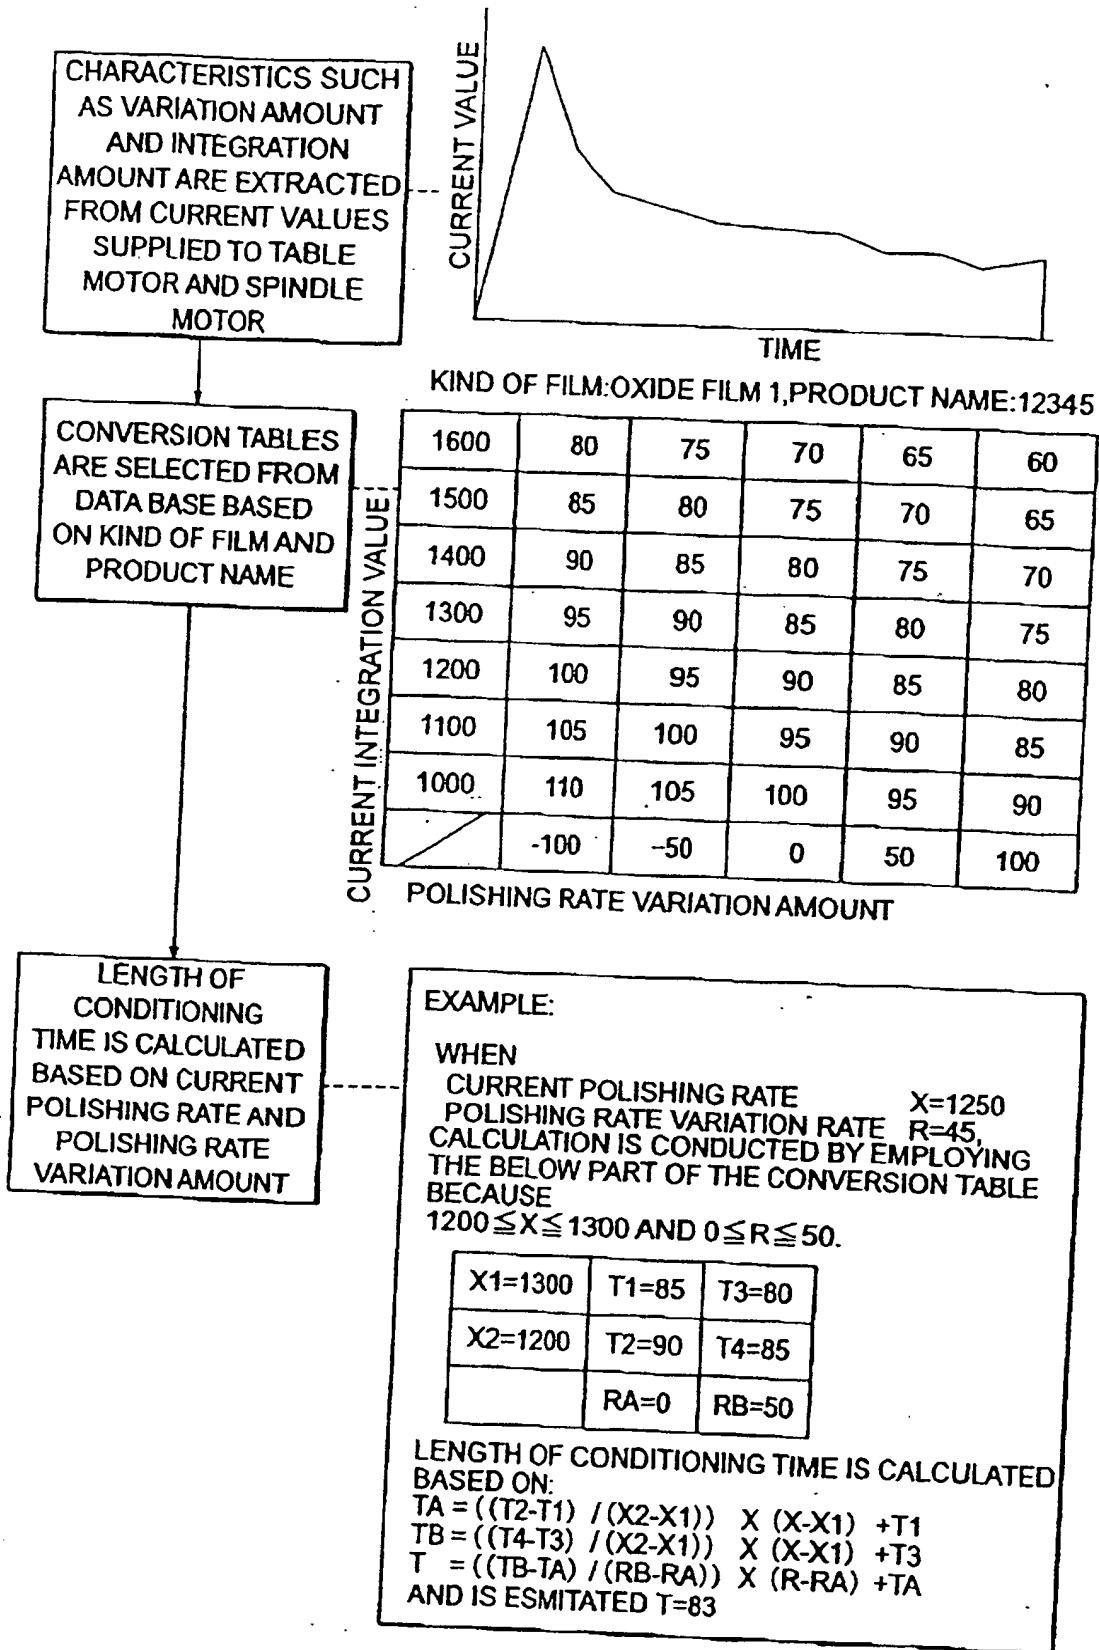 CHARACTERISTICS SUCH
AS VARIATION AMOUNT
AND INTEGRATION
AMOUNT ARE EXTRACTED
FROM CURRENT VALUES
SUPPLIED TO TABLE
MOTOR AND SPINDLE
MOTOR
CURRENT VALUE
TIME
CONVERSION TABLES
ARE SELECTED FROM
DATA BASE BASED
ON KIND OF FILM AND
PRODUCT NAME
KIND OF FILM:OXIDE FILM 1,PRODUCT NAME:12345
CURRENT INTEGRATION VALUE
1600 80 75 70 65 60
1500 85 80 75 70 65
1400 90 85 80 75 70
1300 95 90 85 80 75
1200 100 95 90 85 80
1100 105 100 95 90 85
1000 110 105 100 95 90
-100 -50 0 50 100
POLISHING RATE VARIATION AMOUNT
LENGTH OF
CONDITIONING
TIME IS CALCULATED
BASED ON CURRENT
POLISHING RATE AND
POLISHING RATE
VARIATION AMOUNT
EXAMPLE:
WHEN
CURRENT POLISHING RATE X=1250
POLISHING RATE VARIATION RATE R=45,
CALCULATION IS CONDUCTED BY EMPLOYING
THE BELOW PART OF THE CONVERSION TABLE
BECAUSE
1200≦X≦1300 AND 0≦R≦50.
X1=1300 T1=85 T3=80
X2=1200 T2=90 T4=85
RA=0 RB=50
LENGTH OF CONDITIONING TIME IS CALCULATED
BASED ON:
TA = ((T2-T1) /(X2-X1)) X (X-X1) +T1
TB = ((T4-T3) /(X2-X1)) X (X-X1) +T3
T = ((TB-TA) /(RB-RA)) X (R-RA) +TA
AND IS ESMITATED T=83